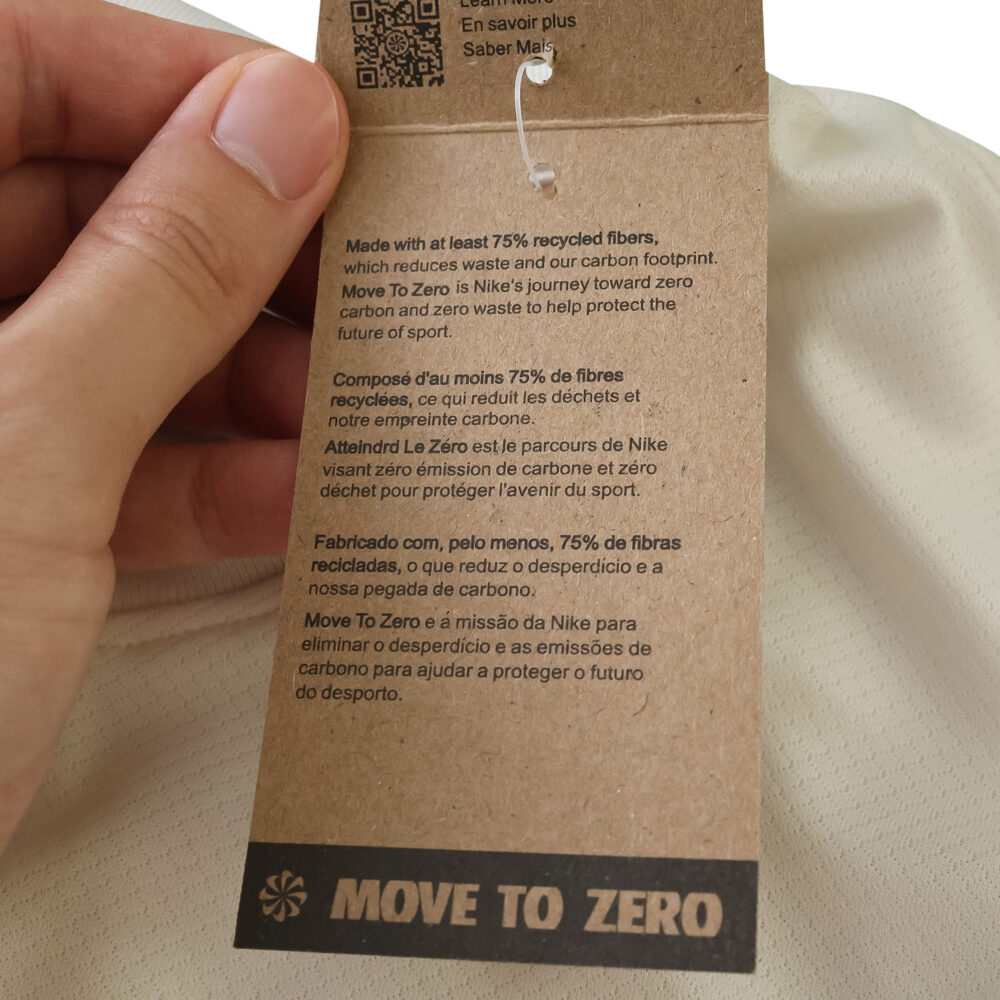 Learn More
En savoir plus
Saber Mais
Made with at least 75% recycled fibers,
which reduces waste and our carbon footprint.
Move To Zero is Nike's journey toward zero
carbon and zero waste to help protect the
future of sport.
Composé d'au moins 75% de fibres
recyclées, ce qui reduit les déchets et
notre empreinte carbone.
Atteindrd Le Zéro est le parcours de Nike
visant zéro émission de carbone et zéro
déchet pour protéger l'avenir du sport.
Fabricado com, pelo menos, 75% de fibras
recicladas, o que reduz o desperdício e a
nossa pegada de carbono.
Move To Zero e á missão da Nike para
eliminar o desperdício e as emissões de
carbono para ajudar a proteger o futuro
do desporto.
MOVE TO ZERO